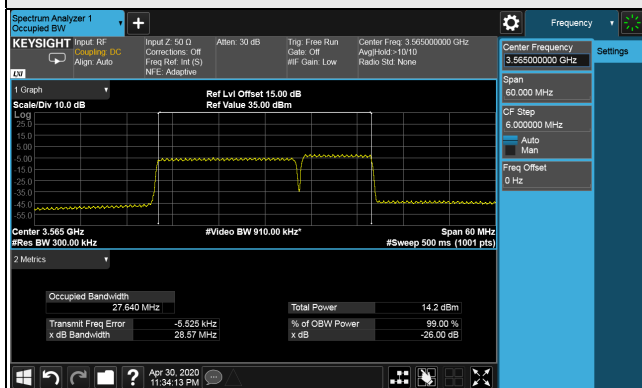 Spectrum Analyzer 1
Occupied BW
Frequency
KEYSIGHT
Input: RF
Coupling: DC
Align: Auto
Input Z: 50 Ω
Corrections: Off
Freq Ref: Int (S)
NFE: Adaptive
Atten: 30 dB
Trig: Free Run
Gate: Off
#IF Gain: Low
Center Freq: 3.565000000 GHz
Avg|Hold:>10/10
Radio Std: None
LXI
Center Frequency
3.565000000 GHz
Settings
Span
60.000 MHz
CF Step
6.000000 MHz
Auto
Man
Freq Offset
0 Hz
1 Graph
Scale/Div 10.0 dB
Ref Lvl Offset 15.00 dB
Ref Value 35.00 dBm
Log
25.0
15.0
5.00
-5.00
-15.0
-25.0
-35.0
-45.0
-55.0
Center 3.565 GHz
#Res BW 300.00 kHz
#Video BW 910.00 kHz*
Span 60 MHz
#Sweep 500 ms (1001 pts)
2 Metrics
Occupied Bandwidth
27.640 MHz
Total Power 14.2 dBm
Transmit Freq Error -5.525 kHz
% of OBW Power 99.00 %
x dB Bandwidth 28.57 MHz
x dB -26.00 dB
?
Apr 30, 2020
11:34:13 PM